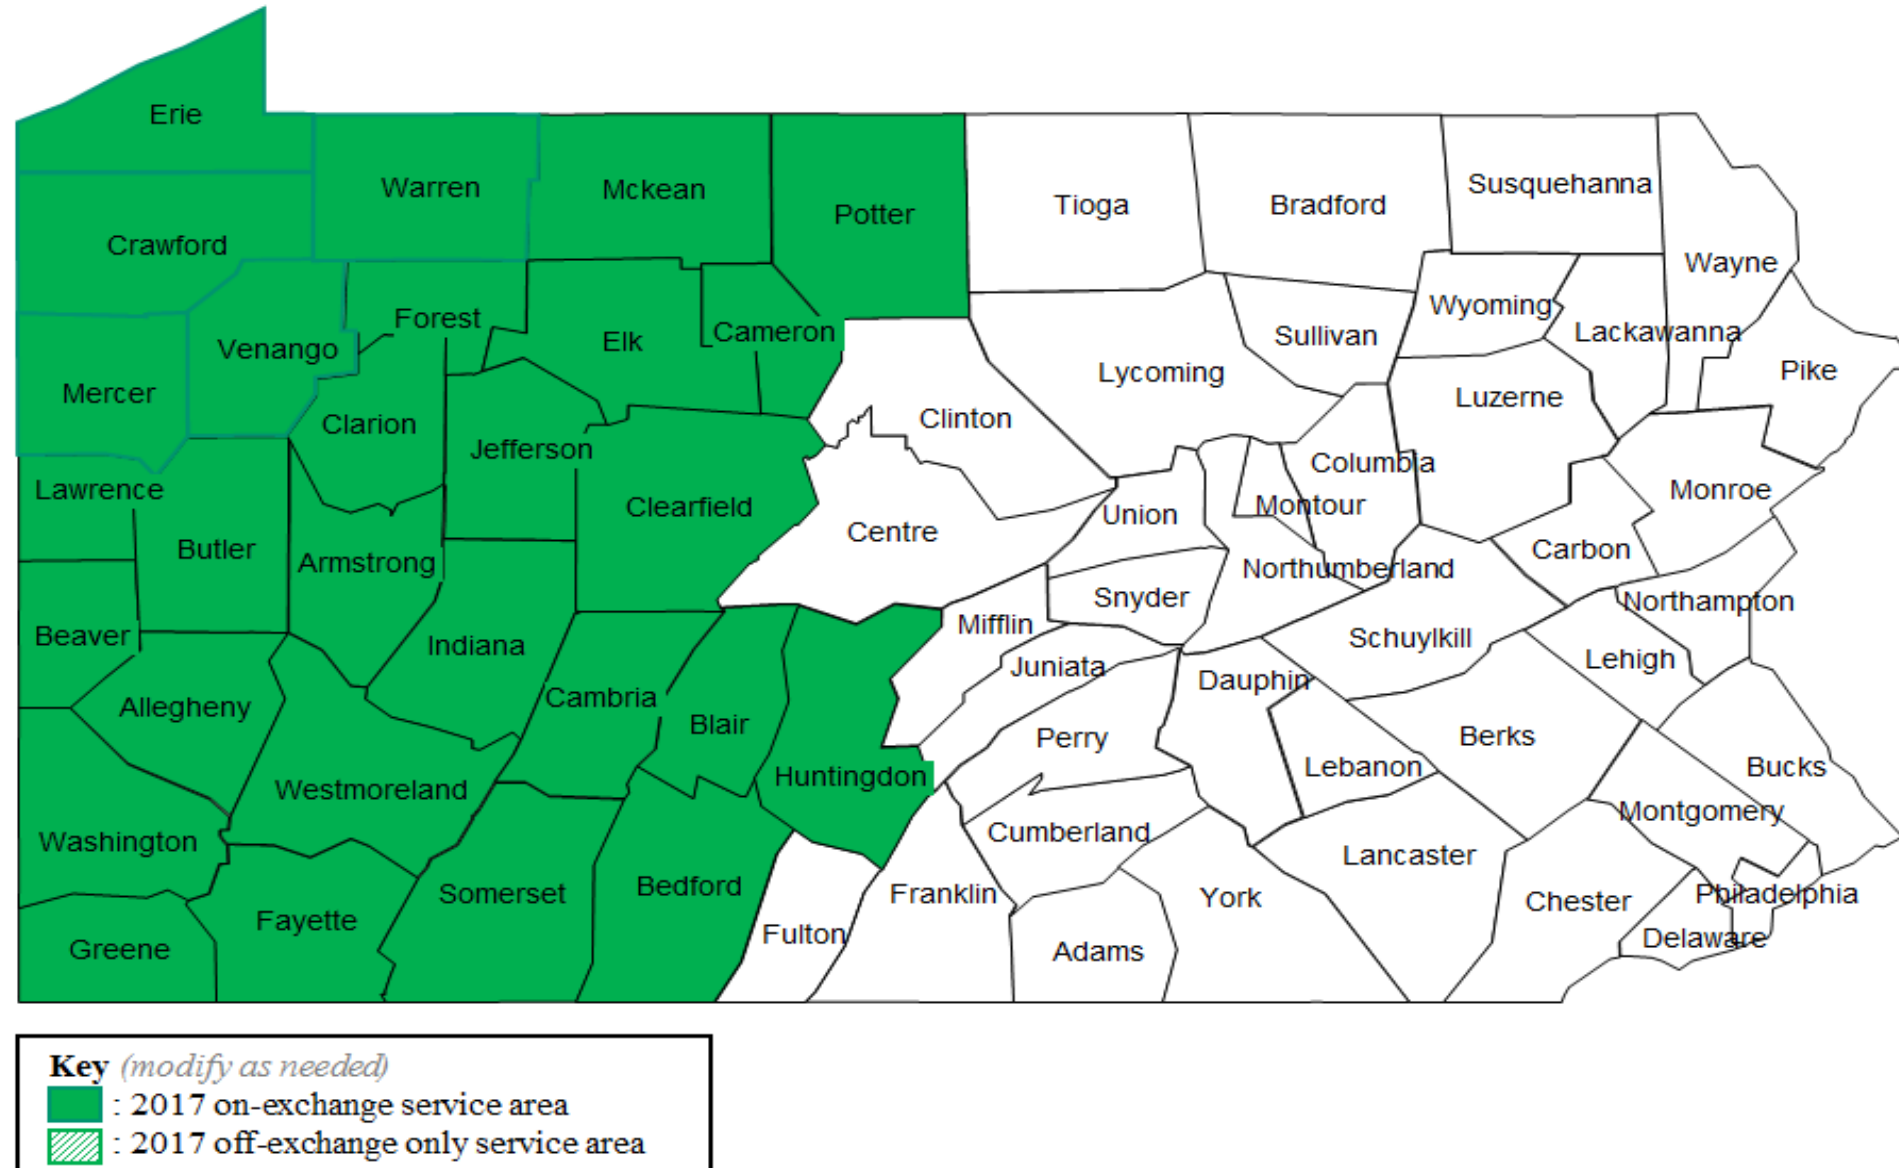 Erie
Warren
Mckean
Potter
Tioga
Bradford
Susquehanna
Wayne
Crawford
Venango
Forest
Elk
Cameron
Lycoming
Sullivan
Wyoming
Lackawanna
Pike
Mercer
Clarion
Jefferson
Clinton
Columbia
Luzerne
Monroe
Lawrence
Butler
Armstrong
Clearfield
Centre
Union
Montour
Carbon
Beaver
Indiana
Snyder
Northumberland
Northampton
Mifflin
Schuylkill
Lehigh
Juniata
Dauphin
Allegheny
Cambria
Blair
Perry
Berks
Westmoreland
Huntingdon
Lebanon
Bucks
Washington
Cumberland
Montgomery
Lancaster
Somerset
Bedford
Franklin
York
Chester
Philadelphia
Greene
Fayette
Fulton
Adams
Delaware
Key (modify as needed)
: 2017 on-exchange service area
: 2017 off-exchange only service area